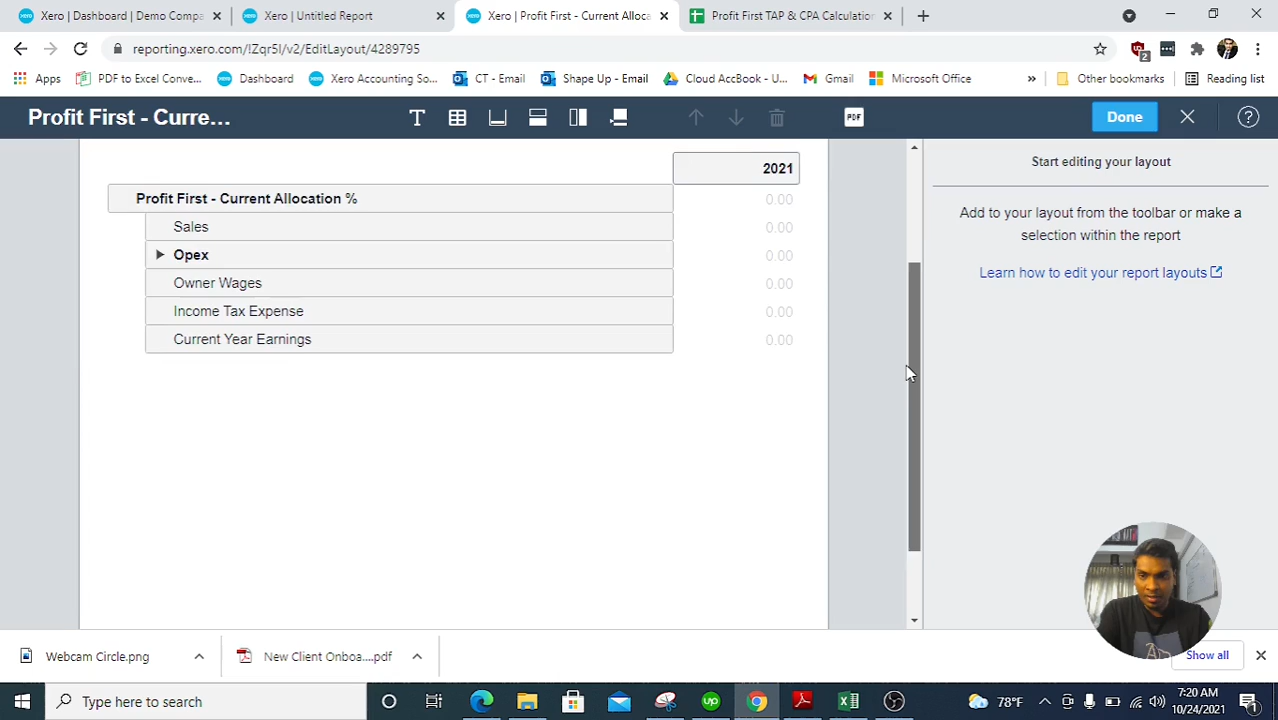 Xero | Dashboard | Demo Compa
Xero | Untitled Report
Xero | Profit First - Current Alloca
Profit First TAP & CPA Calculation
reporting.xero.com/!Zqr5I/v2/EditLayout/4289795
2
Apps
PDF to Excel Conve...
Dashboard
Xero Accounting So...
CT - Email
Shape Up - Email
Cloud AccBook - U...
Gmail
Microsoft Office
»
Other bookmarks
Reading list
Profit First - Curre...
T
PDF
Done
?
2021
Start editing your layout
Profit First - Current Allocation % 0.00
Sales 0.00
Opex 0.00
Owner Wages 0.00
Income Tax Expense 0.00
Current Year Earnings 0.00
Add to your layout from the toolbar or make a
selection within the report
Learn how to edit your report layouts
Webcam Circle.png
New Client Onboa....pdf
Show all
Type here to search
78°F
7:20 AM
10/24/2021
1